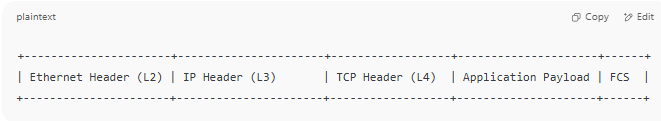 plaintext Copy Edit
+----------------------+----------------------+------------------+---------------------+------+
| Ethernet Header (L2) | IP Header (L3)       | TCP Header (L4)  | Application Payload | FCS  |
+----------------------+----------------------+------------------+---------------------+------+